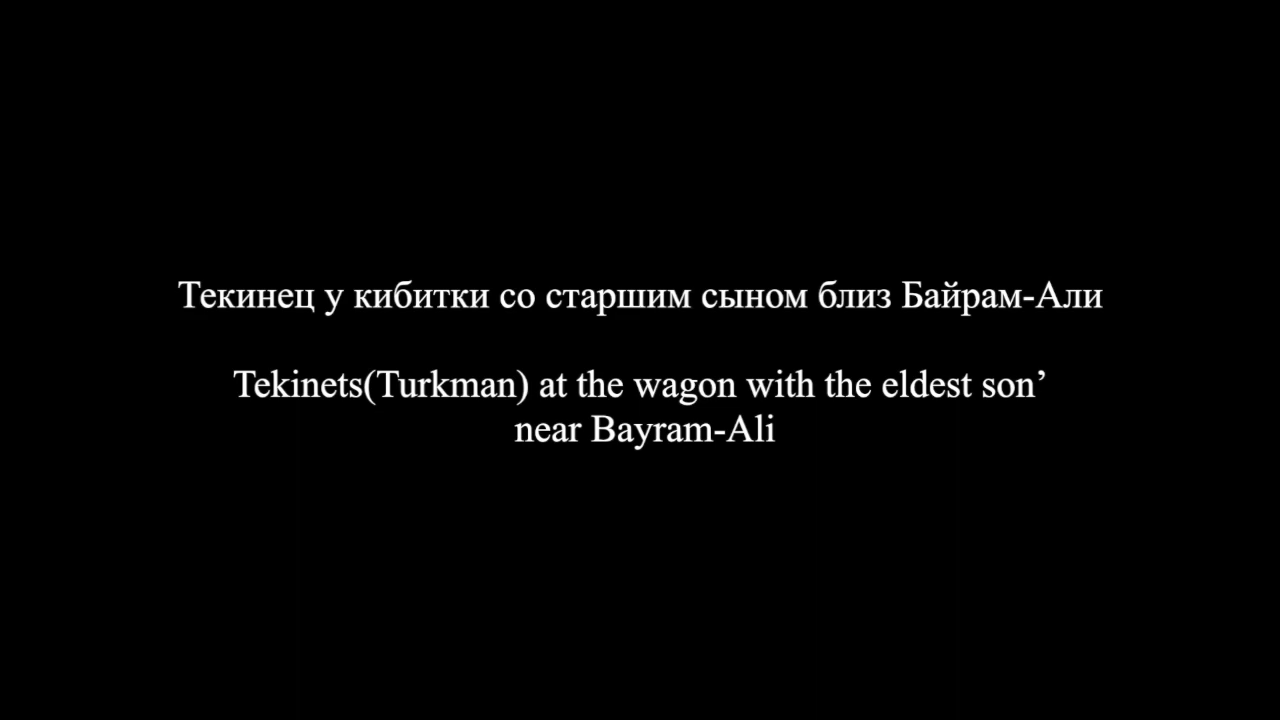 Текинец у кибитки со старшим сыном близ Байрам-Али
Tekinets(Turkman) at the wagon with the eldest son’
near Bayram-Ali